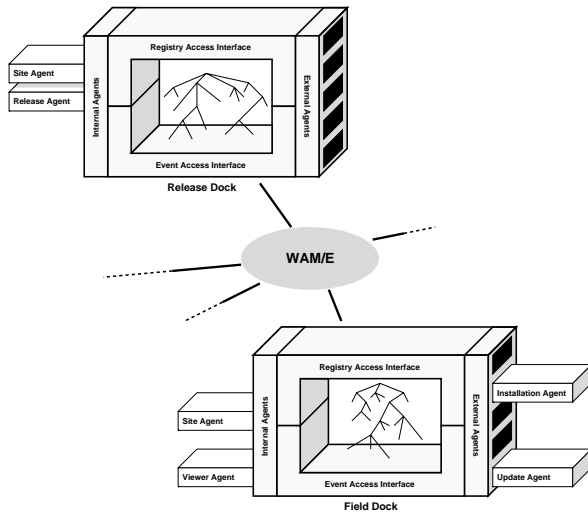 Registry Access Interface
Site Agent
Release Agent
Internal Agents
External Agents
Event Access Interface
Release Dock
WAM/E
Registry Access Interface
Installation Agent
Site Agent
Internal Agents
External Agents
Viewer Agent
Update Agent
Event Access Interface
Field Dock